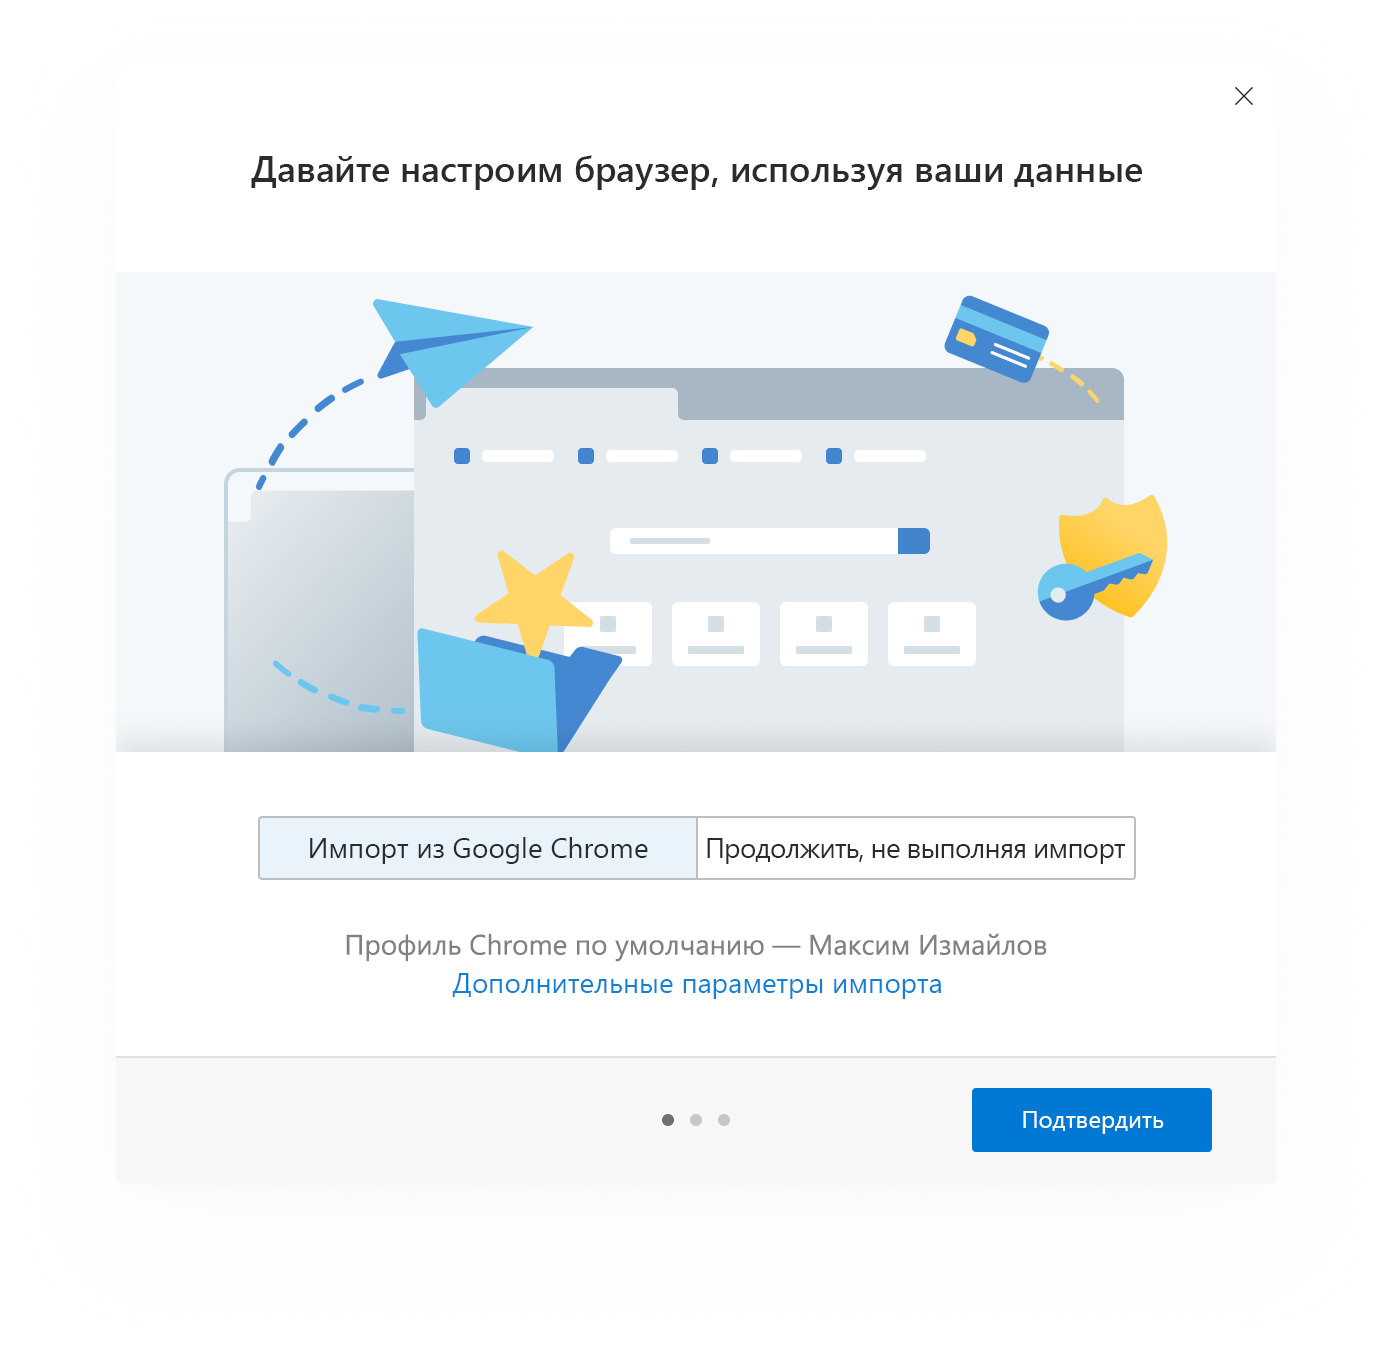 Давайте настроим браузер, используя ваши данные
Импорт из Google Chrome
Продолжить, не выполняя импорт
Профиль Chrome по умолчанию — Максим Измайлов
Дополнительные параметры импорта
Подтвердить